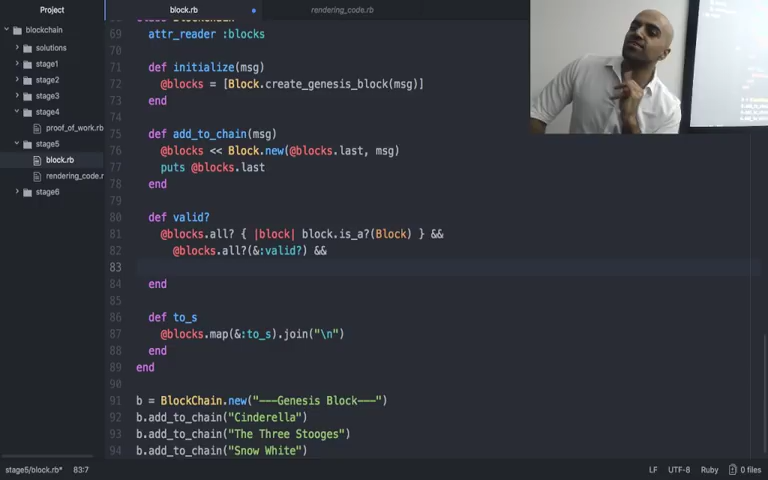 Project
block.rb
rendering_code.rb
blockchain
solutions
stage1
stage2
stage3
stage4
proof_of_work.rb
stage5
block.rb
rendering_code.r
stage6
69 attr_reader :blocks
70
71 def initialize(msg)
72 @blocks = [Block.create_genesis_block(msg)]
73 end
74
75 def add_to_chain(msg)
76 @blocks << Block.new(@blocks.last, msg)
77 puts @blocks.last
78 end
79
80 def valid?
81 @blocks.all? { |block| block.is_a?(Block) } &&
82 @blocks.all?(&:valid?) &&
83
84 end
85
86 def to_s
87 @blocks.map(&:to_s).join("\n")
88 end
89 end
90
91 b = BlockChain.new("———Genesis Block———")
92 b.add_to_chain("Cinderella")
93 b.add_to_chain("The Three Stooges")
94 b.add_to_chain("Snow White")
stage5/block.rb* 83:7
LF UTF-8 Ruby 0 files